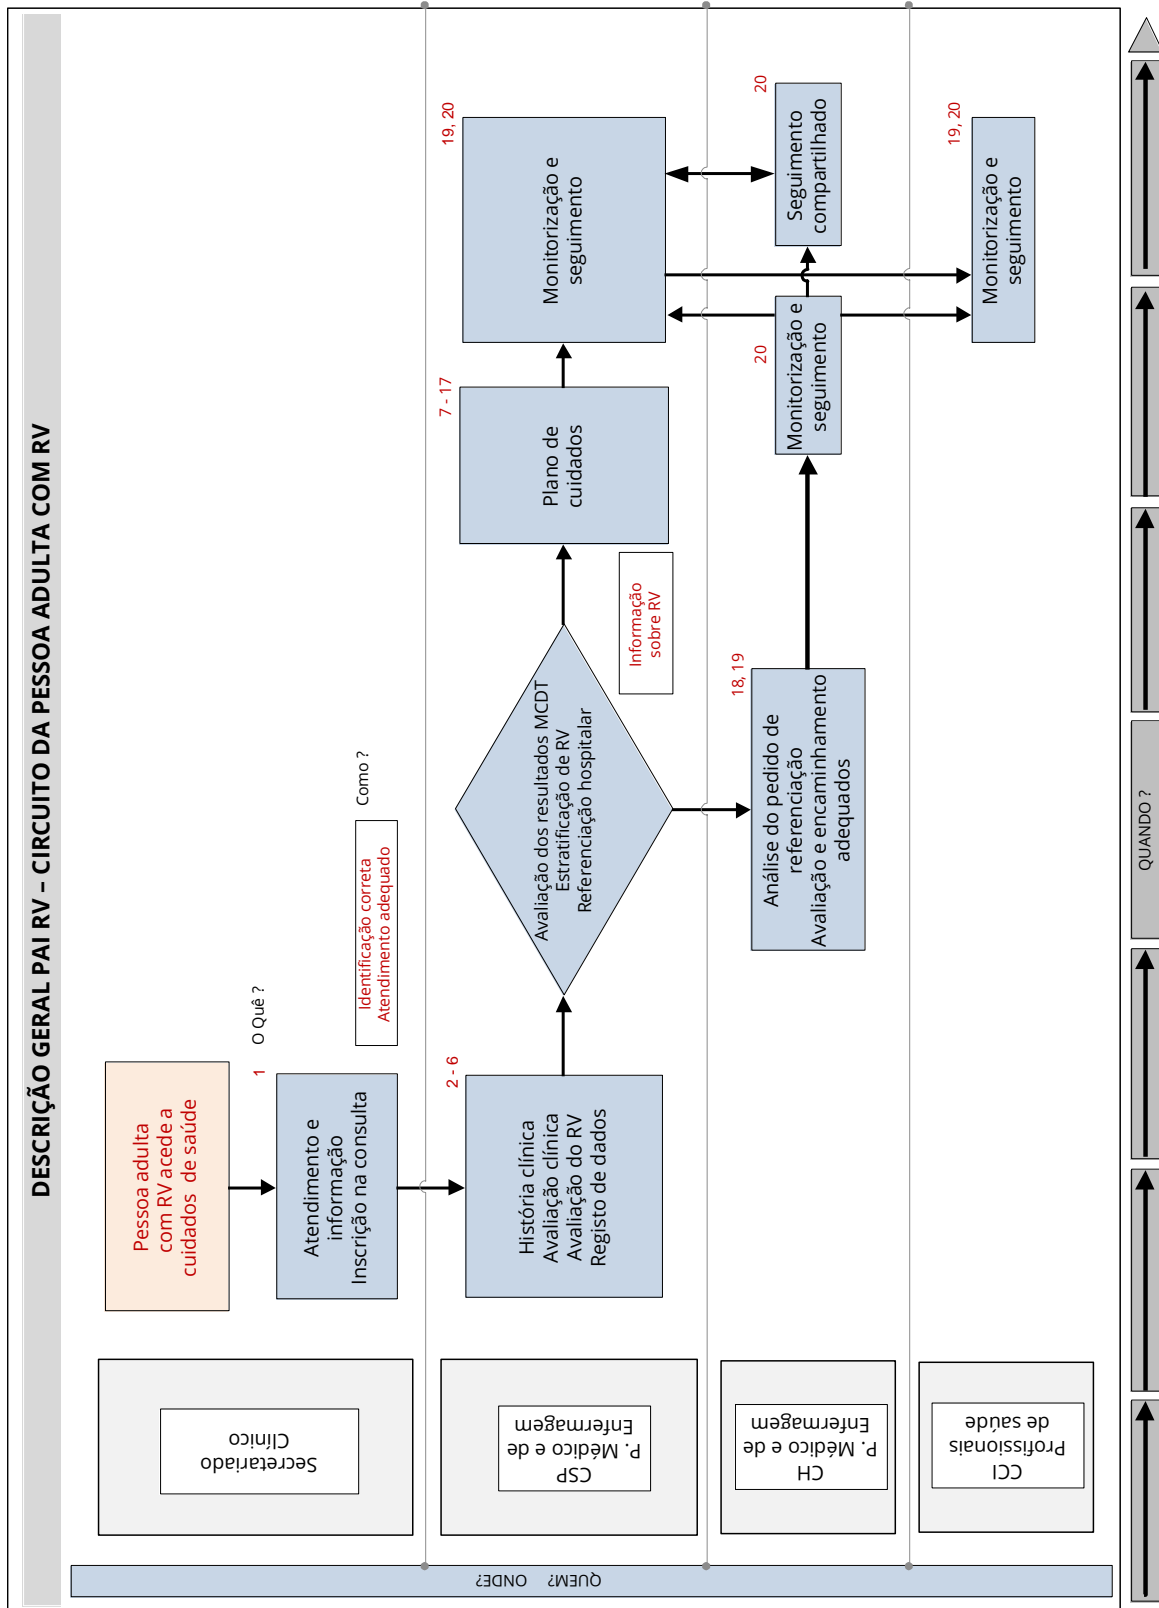 DESCRIÇÃO GERAL PAI RV – CIRCUITO DA PESSOA ADULTA COM RV
QUEM? ONDE?
Secretariado
Clínico
Pessoa adulta
com RV acede a
cuidados de saúde
1
O Quê ?
Atendimento e
informação
Inscrição na consulta
Como ?
Identificação correta
Atendimento adequado
CSP
P. Médico e de
Enfermagem
2 - 6
História clínica
Avaliação clínica
Avaliação do RV
Registo de dados
Avaliação dos resultados MCDT
Estratificação de RV
Referenciação hospitalar
Informação
sobre RV
7 - 17
Plano de
cuidados
19, 20
Monitorização e
seguimento
CH
P. Médico e de
Enfermagem
18, 19
Análise do pedido de
referenciação
Avaliação e encaminhamento
adequados
20
Monitorização e
seguimento
20
Seguimento
compartilhado
CCI
Profissionais
de saúde
19, 20
Monitorização e
seguimento
QUANDO ?